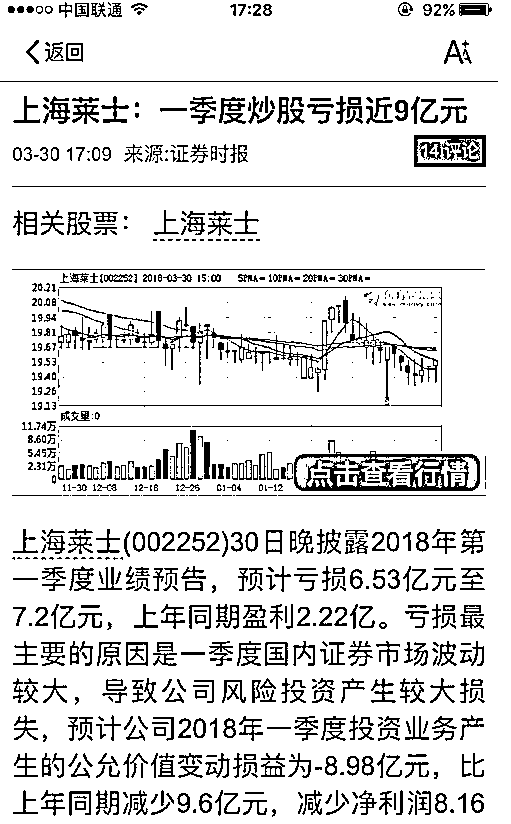 中国联通 17:28 92%
返回 A
上海莱士：一季度炒股亏损近9亿元
03-30 17:09 来源:证券时报 14评论
相关股票： 上海莱士
上海莱士[002252] 2018-03-30 15:00 5PMA= 10PMA= 20PMA= 30PMA=
20.21
20.08
19.94
19.81
19.67
19.53
19.40
19.26
19.13
成交量:0
11.74万
8.60万
5.45万
2.31万
0
11-30 12-08 12-18 12-26 01-04 01-12
点击查看行情
上海莱士(002252)30日晚披露2018年第
一季度业绩预告，预计亏损6.53亿元至
7.2亿元，上年同期盈利2.22亿。亏损最
主要的原因是一季度国内证券市场波动
较大，导致公司风险投资产生较大损
失，预计公司2018年一季度投资业务产
生的公允价值变动损益为-8.98亿元，比
上年同期减少9.6亿元，减少净利润8.16